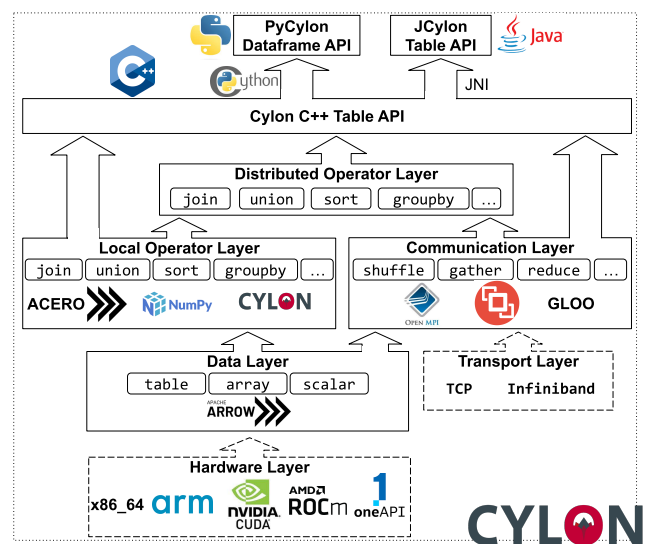 PyCylon
Dataframe API
JCylon
Table API
Java
C++
Cython
JNI
Cylon C++ Table API
Distributed Operator Layer
join union sort groupby ...
Local Operator Layer
join union sort groupby ...
ACERO NumPy CYLON
Communication Layer
shuffle gather reduce ...
OPEN MPI GLOO
Data Layer
table array scalar
APACHE
ARROW
Transport Layer
TCP Infiniband
Hardware Layer
x86_64 arm NVIDIA. CUDA AMD ROCm oneAPI
CYLON